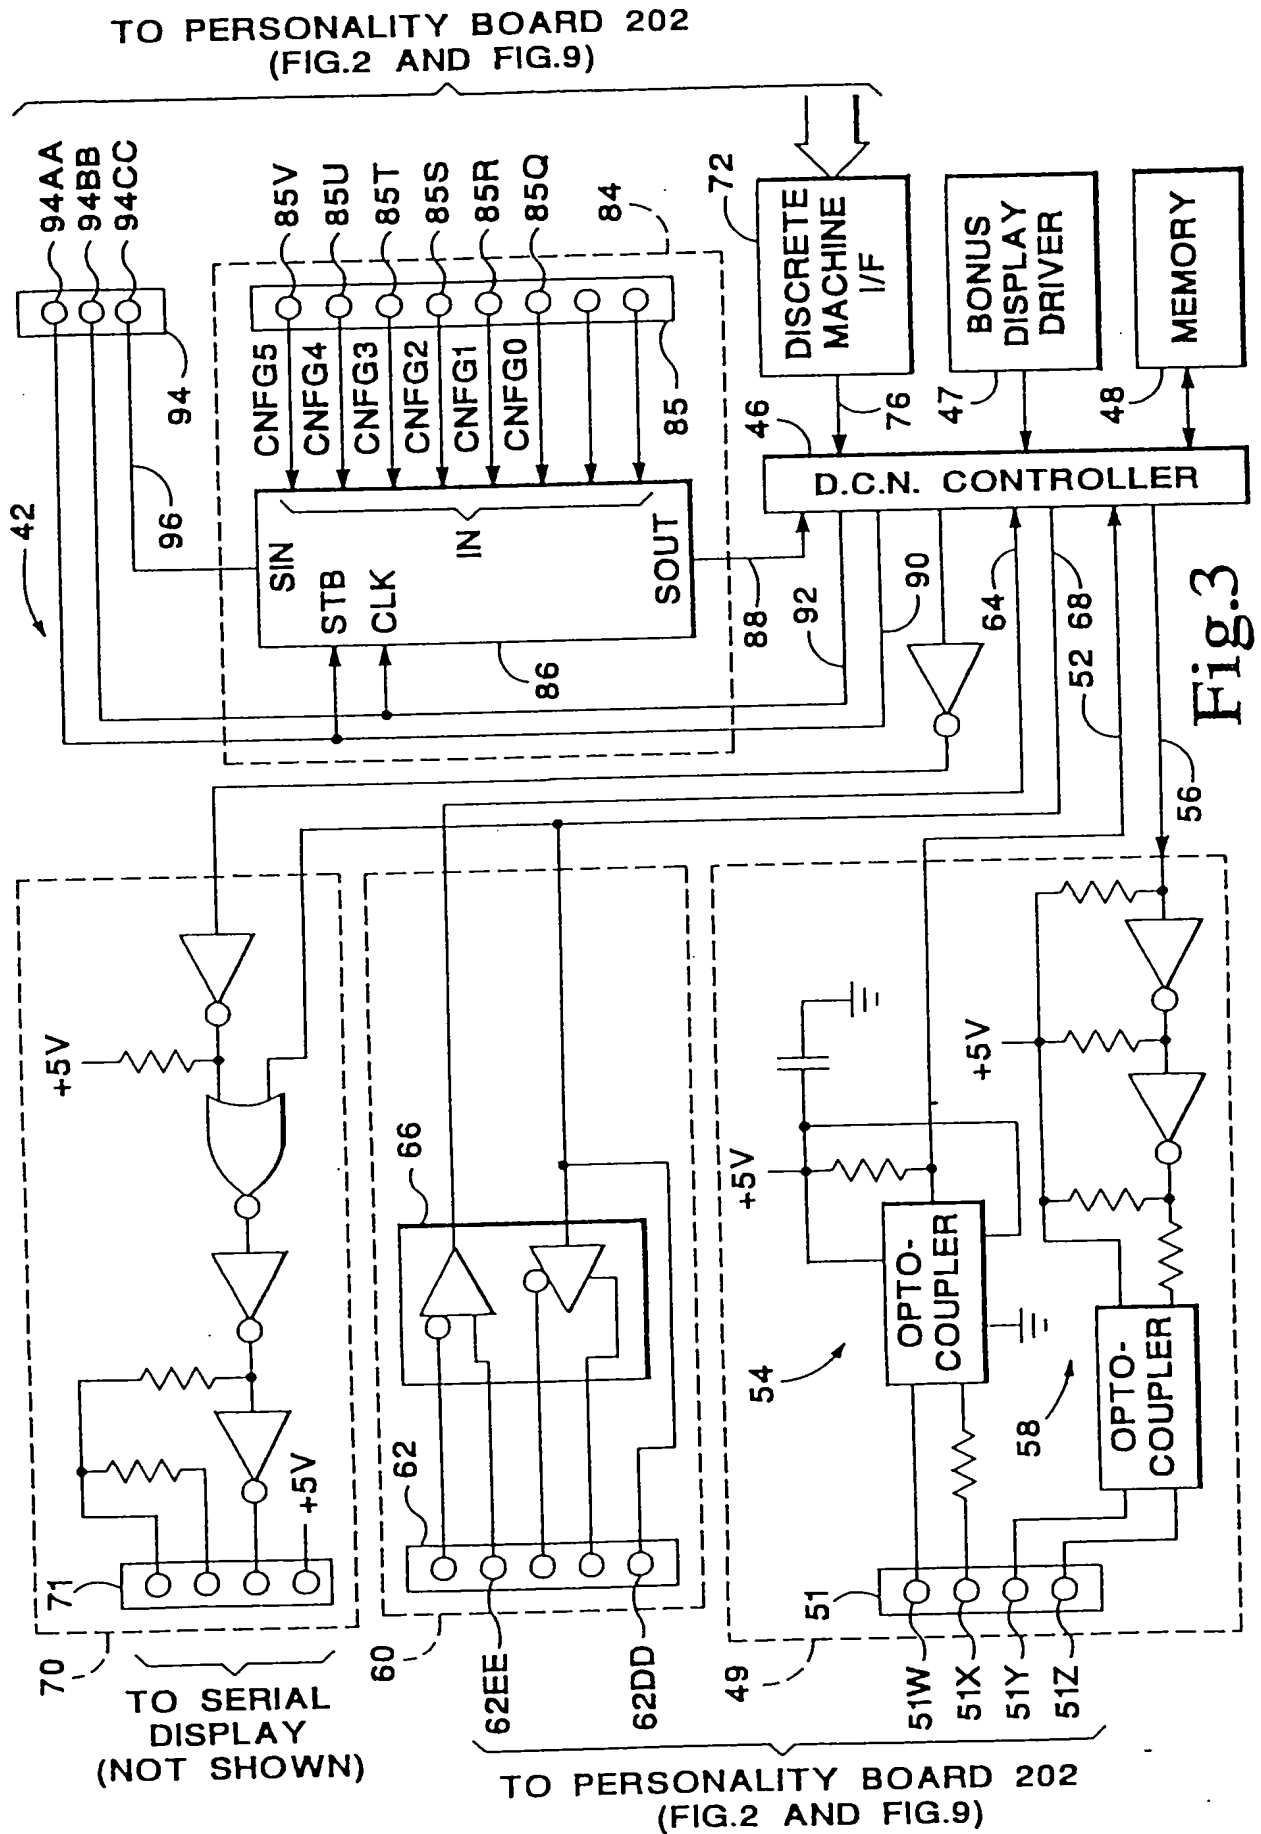 TO PERSONALITY BOARD 202
(FIG.2 AND FIG.9)
94AA
94BB
94CC
94
96
42
85V
85U
85T
85S
85R
85Q
84
85
CNFG5
CNFG4
CNFG3
CNFG2
CNFG1
CNFG0
SIN
IN
STB
CLK
SOUT
86
88
72
DISCRETE
MACHINE
I/F
76
BONUS
DISPLAY
DRIVER
47
MEMORY
48
46
D.C.N. CONTROLLER
92
90
64
68
52
56
Fig.3
+5V
+5V
71
70
TO SERIAL
DISPLAY
(NOT SHOWN)
66
62
60
62EE
62DD
+5V
OPTO-
COUPLER
54
+5V
OPTO-
COUPLER
58
51
49
51W
51X
51Y
51Z
TO PERSONALITY BOARD 202
(FIG.2 AND FIG.9)